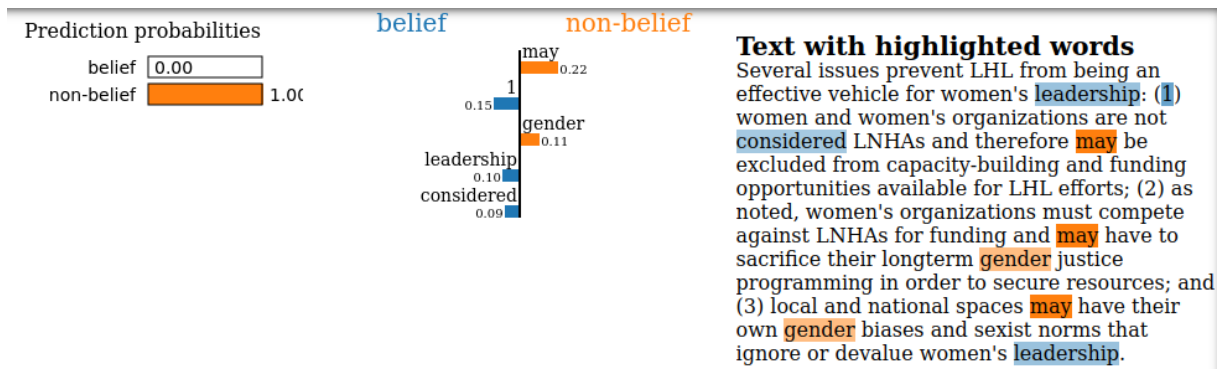 Prediction probabilities
belief 0.00
non-belief 1.00
belief non-belief
may
0.22
1
0.15
gender
0.11
leadership
0.10
considered
0.09
Text with highlighted words
Several issues prevent LHL from being an
effective vehicle for women's leadership: (1)
women and women's organizations are not
considered LNHAs and therefore may be
excluded from capacity-building and funding
opportunities available for LHL efforts; (2) as
noted, women's organizations must compete
against LNHAs for funding and may have to
sacrifice their longterm gender justice
programming in order to secure resources; and
(3) local and national spaces may have their
own gender biases and sexist norms that
ignore or devalue women's leadership.